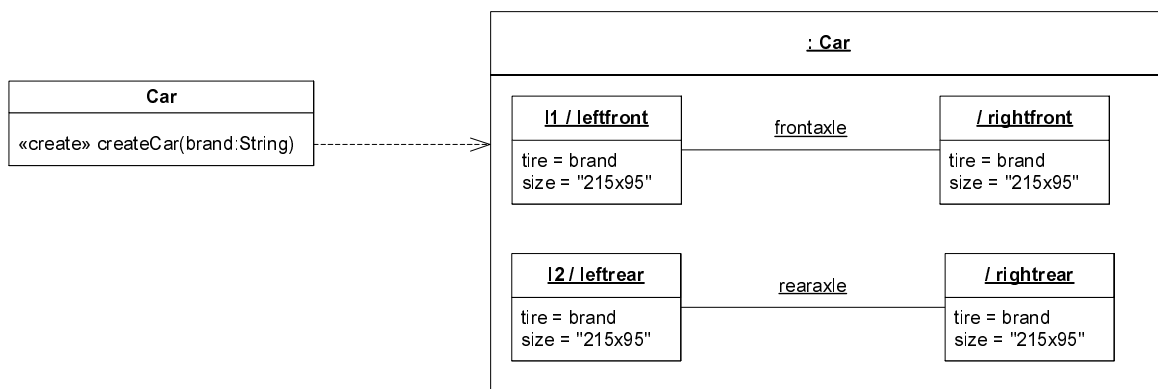 : Car
Car
«create» createCar(brand:String)
l1 / leftfront
tire = brand
size = "215x95"
frontaxle
/ rightfront
tire = brand
size = "215x95"
l2 / leftrear
tire = brand
size = "215x95"
rearaxle
/ rightrear
tire = brand
size = "215x95"